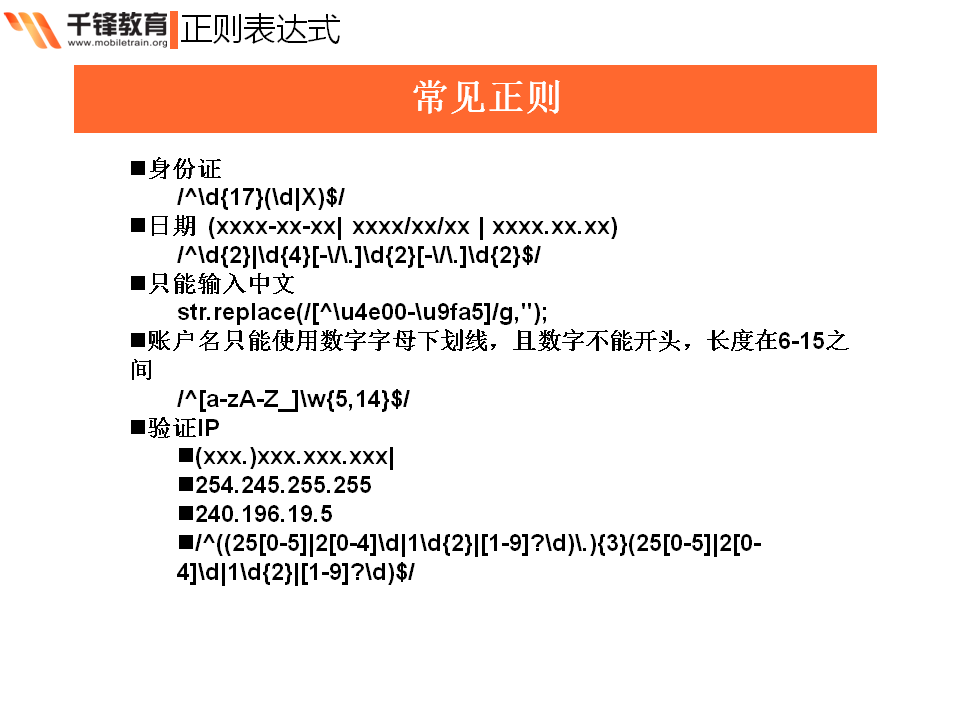 千锋教育
www.mobiletrain.org
正则表达式
常见正则
■身份证
/^\d{17}(\d|X)$/
■日期 (xxxx-xx-xx| xxxx/xx/xx | xxxx.xx.xx)
/^\d{2}|\d{4}[-\/\.]\d{2}[-\/\.]\d{2}$/
■只能输入中文
str.replace(/[^\u4e00-\u9fa5]/g,'');
■账户名只能使用数字字母下划线，且数字不能开头，长度在6-15之
间
/^[a-zA-Z_]\w{5,14}$/
■验证IP
■(xxx.)xxx.xxx.xxx|
■254.245.255.255
■240.196.19.5
■/^((25[0-5]|2[0-4]\d|1\d{2}|[1-9]?\d)\.){3}(25[0-5]|2[0-
4]\d|1\d{2}|[1-9]?\d)$/